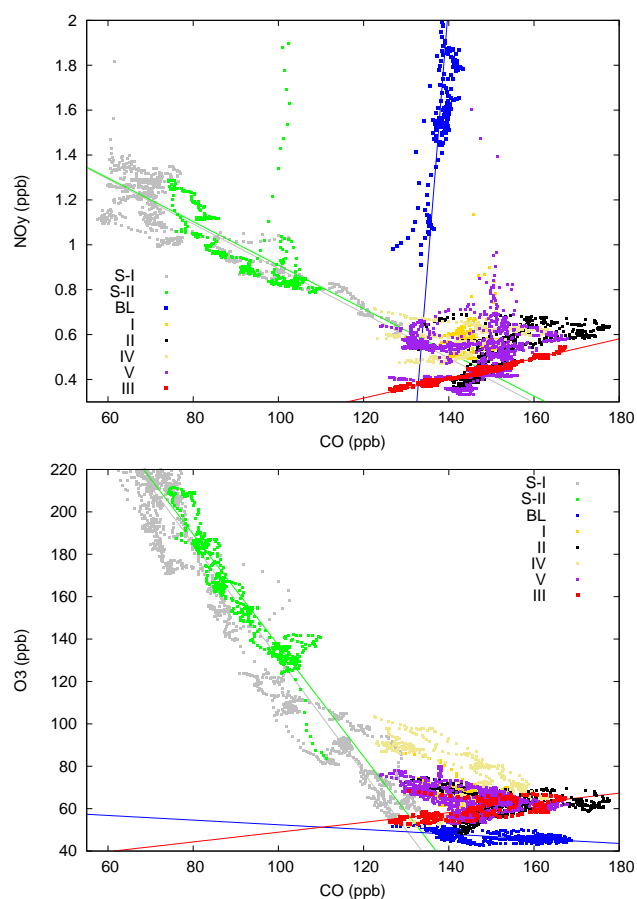 2
1.8
1.6
1.4
1.2
1
0.8
0.6
0.4
NOy (ppb)
S-I
S-II
BL
I
II
IV
V
III
60 80 100 120 140 160 180
CO (ppb)
220
200
180
160
140
120
100
80
60
40
O3 (ppb)
S-I
S-II
BL
I
II
IV
V
III
60 80 100 120 140 160 180
CO (ppb)